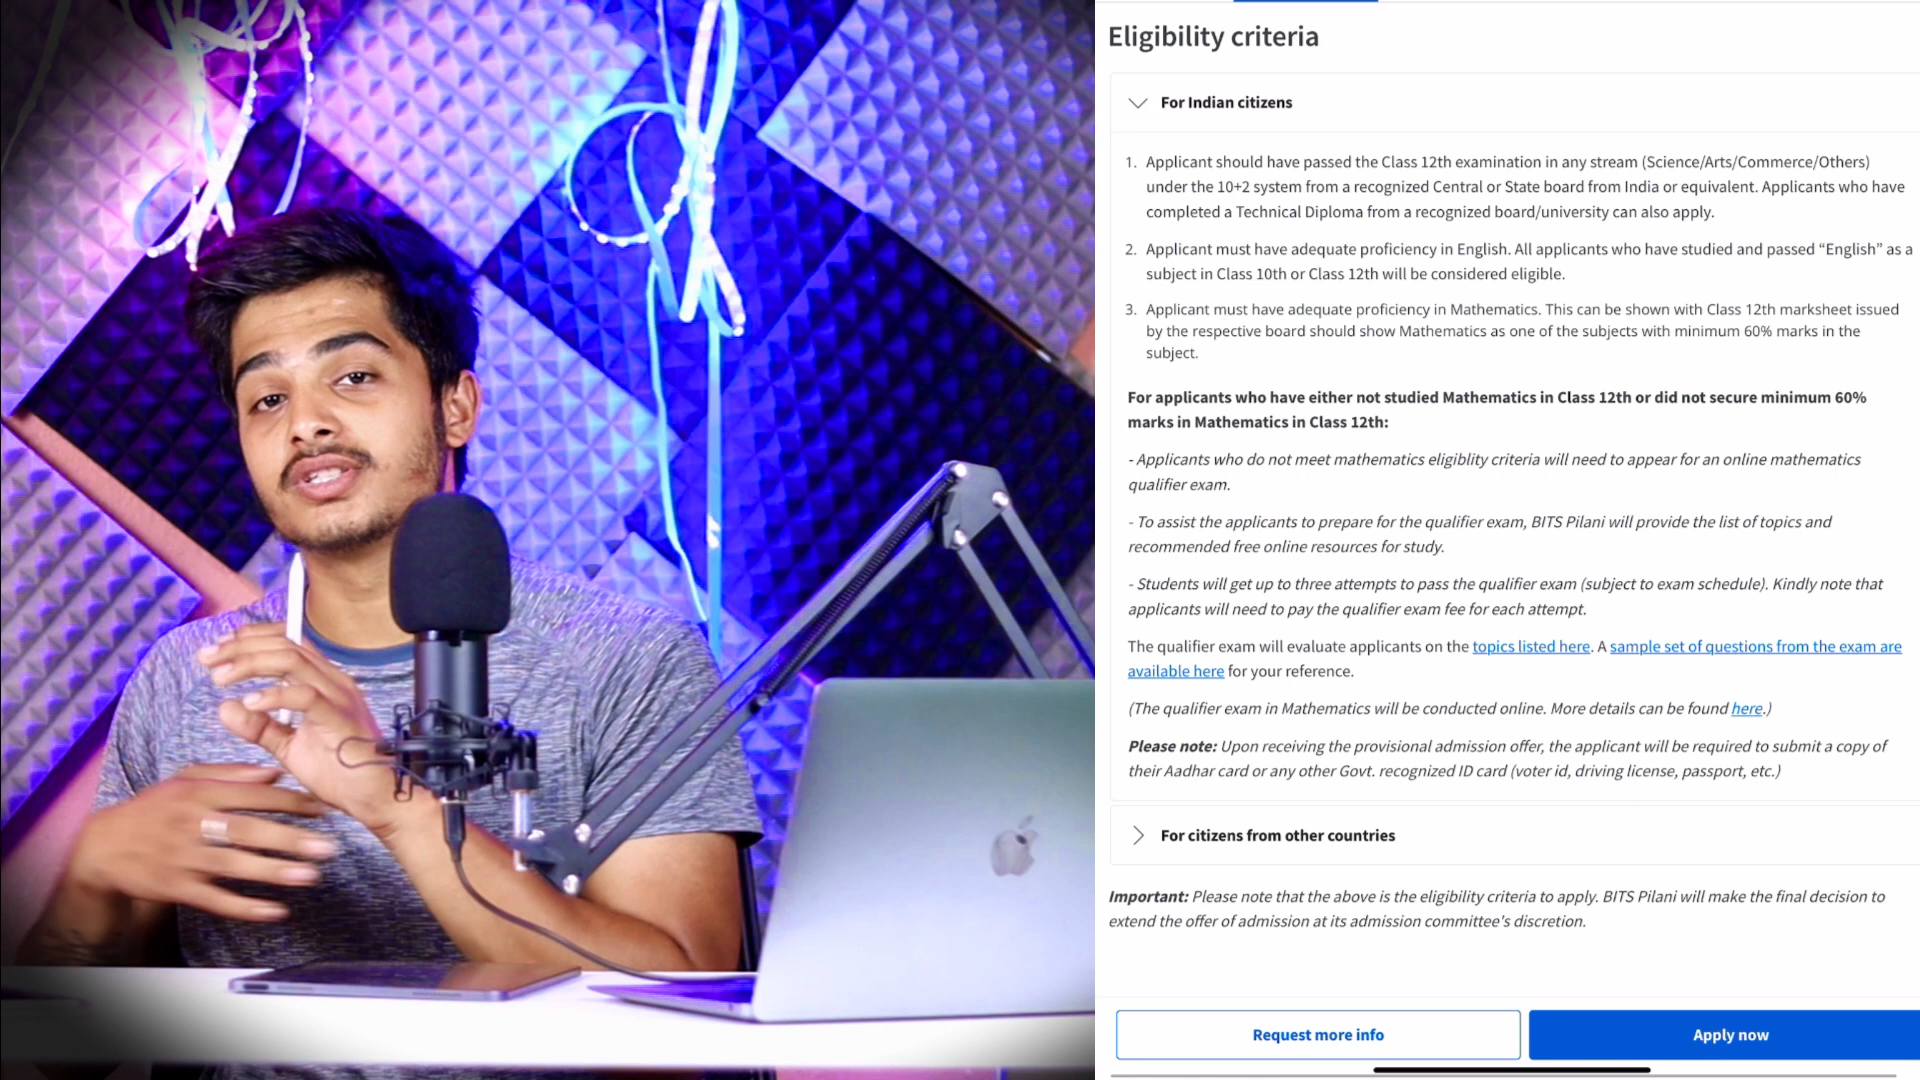 Eligibility criteria
For Indian citizens
1. Applicant should have passed the Class 12th examination in any stream (Science/Arts/Commerce/Others)
under the 10+2 system from a recognized Central or State board from India or equivalent. Applicants who have
completed a Technical Diploma from a recognized board/university can also apply.
2. Applicant must have adequate proficiency in English. All applicants who have studied and passed “English” as a
subject in Class 10th or Class 12th will be considered eligible.
3. Applicant must have adequate proficiency in Mathematics. This can be shown with Class 12th marksheet issued
by the respective board should show Mathematics as one of the subjects with minimum 60% marks in the
subject.
For applicants who have either not studied Mathematics in Class 12th or did not secure minimum 60%
marks in Mathematics in Class 12th:
- Applicants who do not meet mathematics eligiblity criteria will need to appear for an online mathematics
qualifier exam.
- To assist the applicants to prepare for the qualifier exam, BITS Pilani will provide the list of topics and
recommended free online resources for study.
- Students will get up to three attempts to pass the qualifier exam (subject to exam schedule). Kindly note that
applicants will need to pay the qualifier exam fee for each attempt.
The qualifier exam will evaluate applicants on the topics listed here. A sample set of questions from the exam are
available here for your reference.
(The qualifier exam in Mathematics will be conducted online. More details can be found here.)
Please note: Upon receiving the provisional admission offer, the applicant will be required to submit a copy of
their Aadhar card or any other Govt. recognized ID card (voter id, driving license, passport, etc.)
For citizens from other countries
Important: Please note that the above is the eligibility criteria to apply. BITS Pilani will make the final decision to
extend the offer of admission at its admission committee's discretion.
Request more info
Apply now